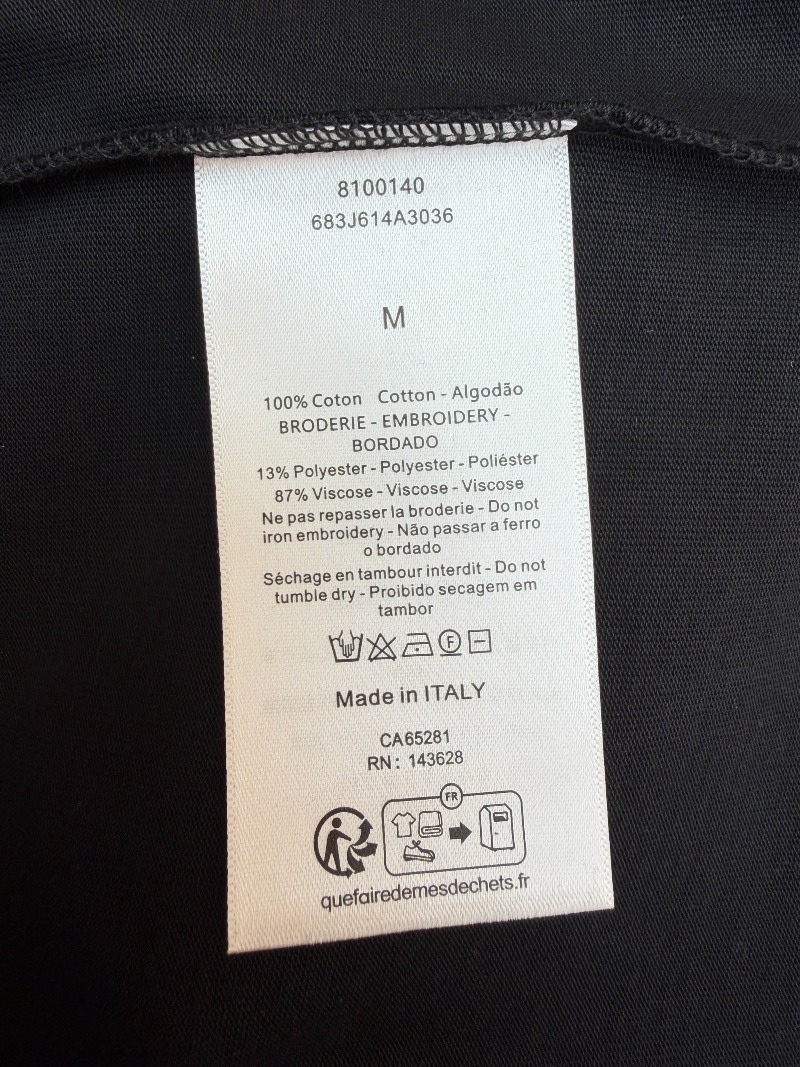 8100140
683J614A3036
M
100% Coton Cotton - Algodão
BRODERIE - EMBROIDERY -
BORDADO
13% Polyester - Polyester - Poliéster
87% Viscose - Viscose - Viscose
Ne pas repasser la broderie - Do not
iron embroidery - Não passar a ferro
o bordado
Séchage en tambour interdit - Do not
tumble dry - Proibido secagem em
tambor
F
Made in ITALY
CA65281
RN: 143628
FR
quefairedemesdechets.fr